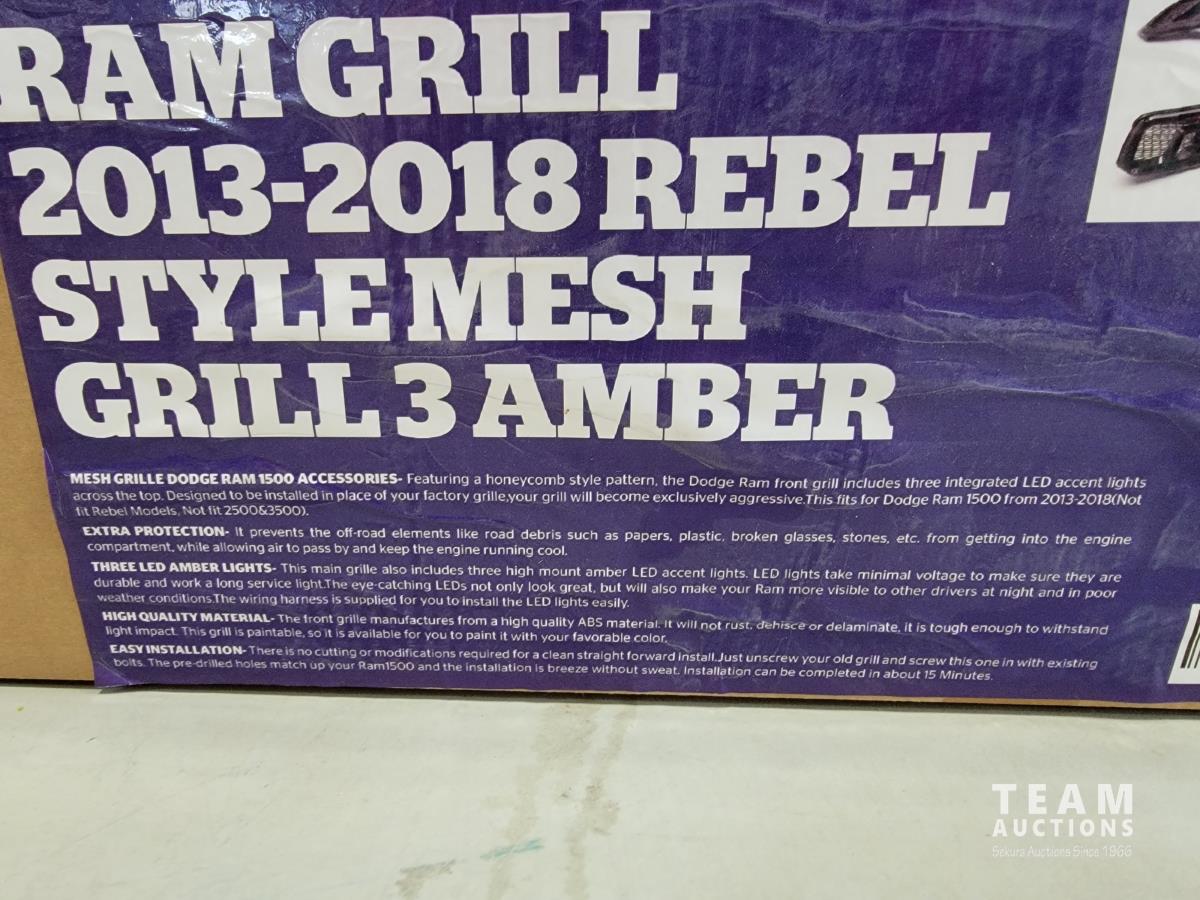 RAM GRILL
2013-2018 REBEL
STYLE MESH
GRILL 3 AMBER
MESH GRILLE DODGE RAM 1500 ACCESSORIES- Featuring a honeycomb style pattern, the Dodge Ram front grill includes three integrated LED accent lights
across the top. Designed to be installed in place of your factory grille,your grill will become exclusively aggressive.This fits for Dodge Ram 1500 from 2013-2018(Not
fit Rebel Models, Not fit 2500&3500).
EXTRA PROTECTION- It prevents the off-road elements like road debris such as papers, plastic, broken glasses, stones, etc. from getting into the engine
compartment, while allowing air to pass by and keep the engine running cool.
THREE LED AMBER LIGHTS- This main grille also includes three high mount amber LED accent lights. LED lights take minimal voltage to make sure they are
durable and work a long service light.The eye-catching LEDs not only look great, but will also make your Ram more visible to other drivers at night and in poor
weather conditions.The wiring harness is supplied for you to install the LED lights easily.
HIGH QUALITY MATERIAL- The front grille manufactures from a high quality ABS material. It will not rust, dehisce or delaminate, it is tough enough to withstand
light impact. This grill is paintable, so it is available for you to paint it with your favorable color.
EASY INSTALLATION- There is no cutting or modifications required for a clean straight forward install.Just unscrew your old grill and screw this one in with existing
bolts. The pre-drilled holes match up your Ram1500 and the installation is breeze without sweat. Installation can be completed in about 15 Minutes.
TEAM
AUCTIONS
Sekura Auctions Since 1966